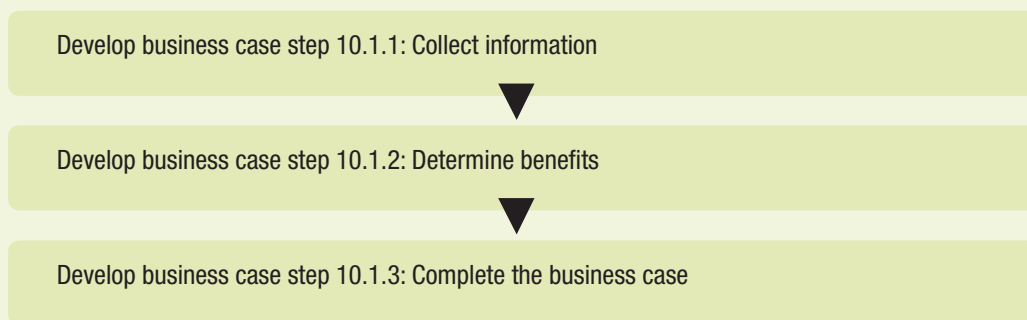 Develop business case step 10.1.1: Collect information
Develop business case step 10.1.2: Determine benefits
Develop business case step 10.1.3: Complete the business case